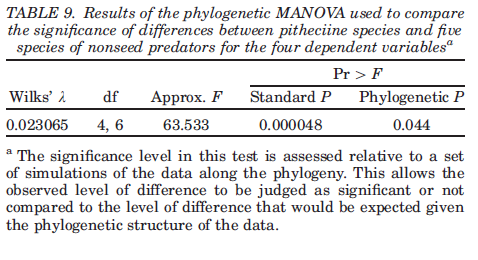 TABLE 9. Results of the phylogenetic MANOVA used to compare
the significance of differences between pitheciine species and five
species of nonseed predators for the four dependent variablesª
Pr > F
Wilks’ λ df Approx. F Standard P Phylogenetic P
0.023065 4, 6 63.533 0.000048 0.044
ª The significance level in this test is assessed relative to a set
of simulations of the data along the phylogeny. This allows the
observed level of difference to be judged as significant or not
compared to the level of difference that would be expected given
the phylogenetic structure of the data.